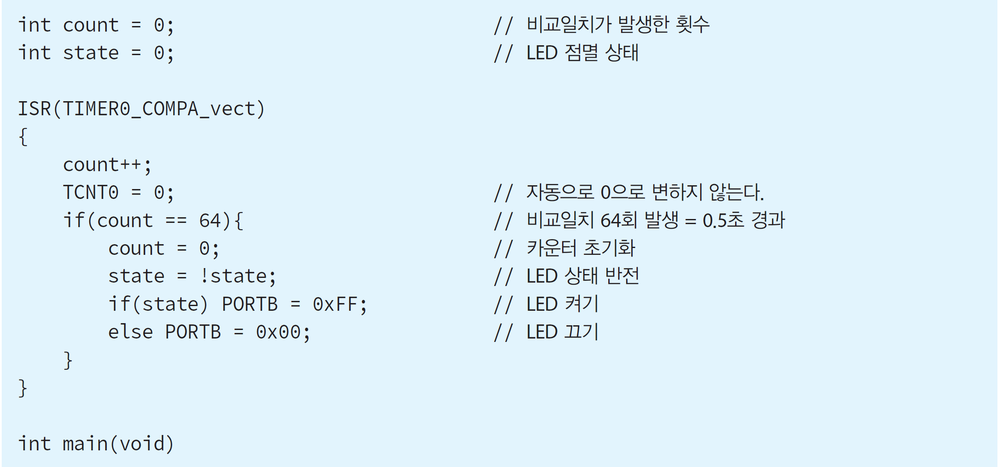 int count = 0; // 비교일치가 발생한 횟수
int state = 0; // LED 점멸 상태
ISR(TIMER0_COMPA_vect)
{
count++;
TCNT0 = 0; // 자동으로 0으로 변하지 않는다.
if(count == 64){ // 비교일치 64회 발생 = 0.5초 경과
count = 0; // 카운터 초기화
state = !state; // LED 상태 반전
if(state) PORTB = 0xFF; // LED 켜기
else PORTB = 0x00; // LED 끄기
}
}
int main(void)